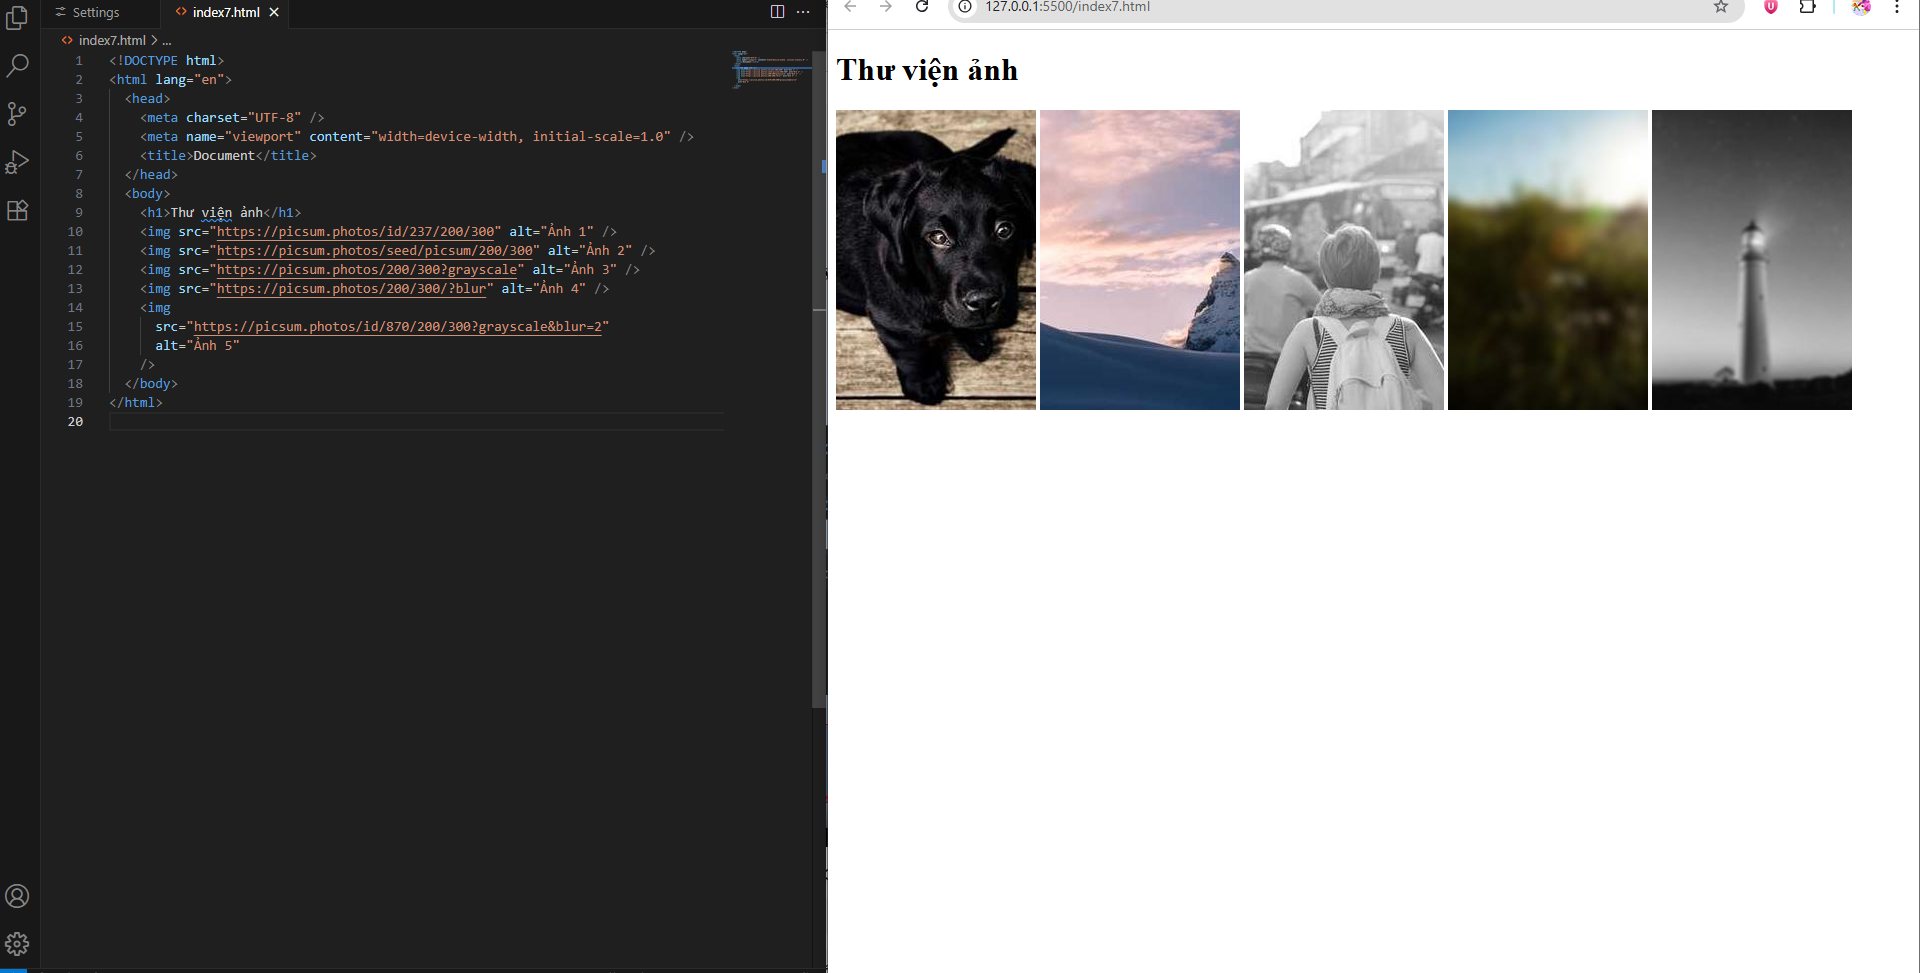 Settings
index7.html
index7.html > ...
1 <!DOCTYPE html>
2 <html lang="en">
3 <head>
4 <meta charset="UTF-8" />
5 <meta name="viewport" content="width=device-width, initial-scale=1.0" />
6 <title>Document</title>
7 </head>
8 <body>
9 <h1>Thư viện ảnh</h1>
10 <img src="https://picsum.photos/id/237/200/300" alt="Ảnh 1" />
11 <img src="https://picsum.photos/seed/picsum/200/300" alt="Ảnh 2" />
12 <img src="https://picsum.photos/200/300?grayscale" alt="Ảnh 3" />
13 <img src="https://picsum.photos/200/300/?blur" alt="Ảnh 4" />
14 <img
15 src="https://picsum.photos/id/870/200/300?grayscale&blur=2"
16 alt="Ảnh 5"
17 />
18 </body>
19 </html>
20
127.0.0.1:5500/index7.html
Thư viện ảnh